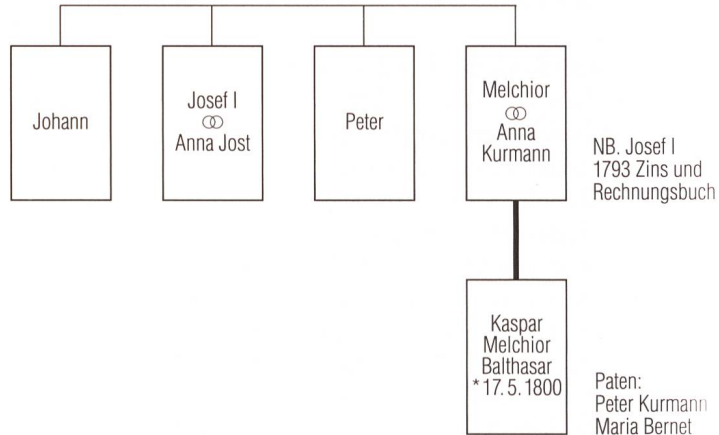 Johann
Josef I
⚭
Anna Jost
Peter
Melchior
⚭
Anna
Kurmann
NB. Josef I
1793 Zins und
Rechnungsbuch
Kaspar
Melchior
Balthasar
* 17. 5. 1800
Paten:
Peter Kurmann
Maria Bernet